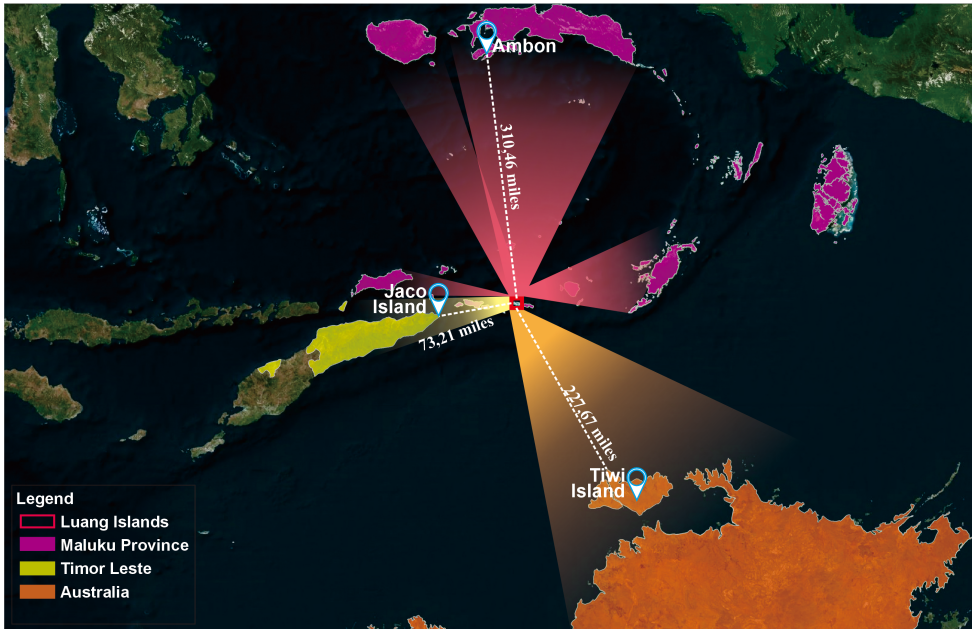 Ambon
310,46 miles
Jaco
Island
73,21 miles
227,67 miles
Tiwi
Island
Legend
Luang Islands
Maluku Province
Timor Leste
Australia